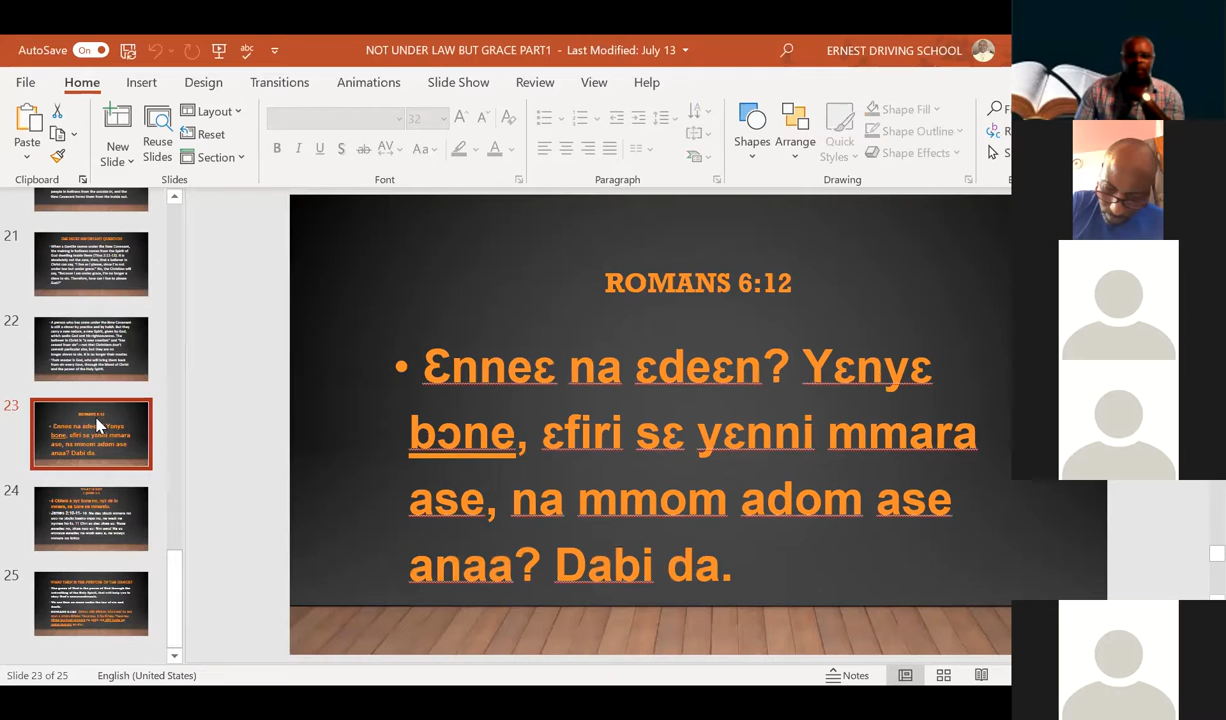 AutoSave On
NOT UNDER LAW BUT GRACE PART1 - Last Modified: July 13
ERNEST DRIVING SCHOOL
File Home Insert Design Transitions Animations Slide Show Review View Help
Paste
Clipboard
New Slide
Reuse Slides
Layout
Reset
Section
Slides
32
Font
Paragraph
Shapes
Arrange
Quick Styles
Shape Fill
Shape Outline
Shape Effects
Drawing
21
22
23
24
25
ROMANS 6:12
• Ɛnneɛ na ɛdeɛn? Yɛnyɛ
bɔne, ɛfiri sɛ yɛnni mmara
ase, na mmom adom ase
anaa? Dabi da.
Slide 23 of 25 English (United States)
Notes